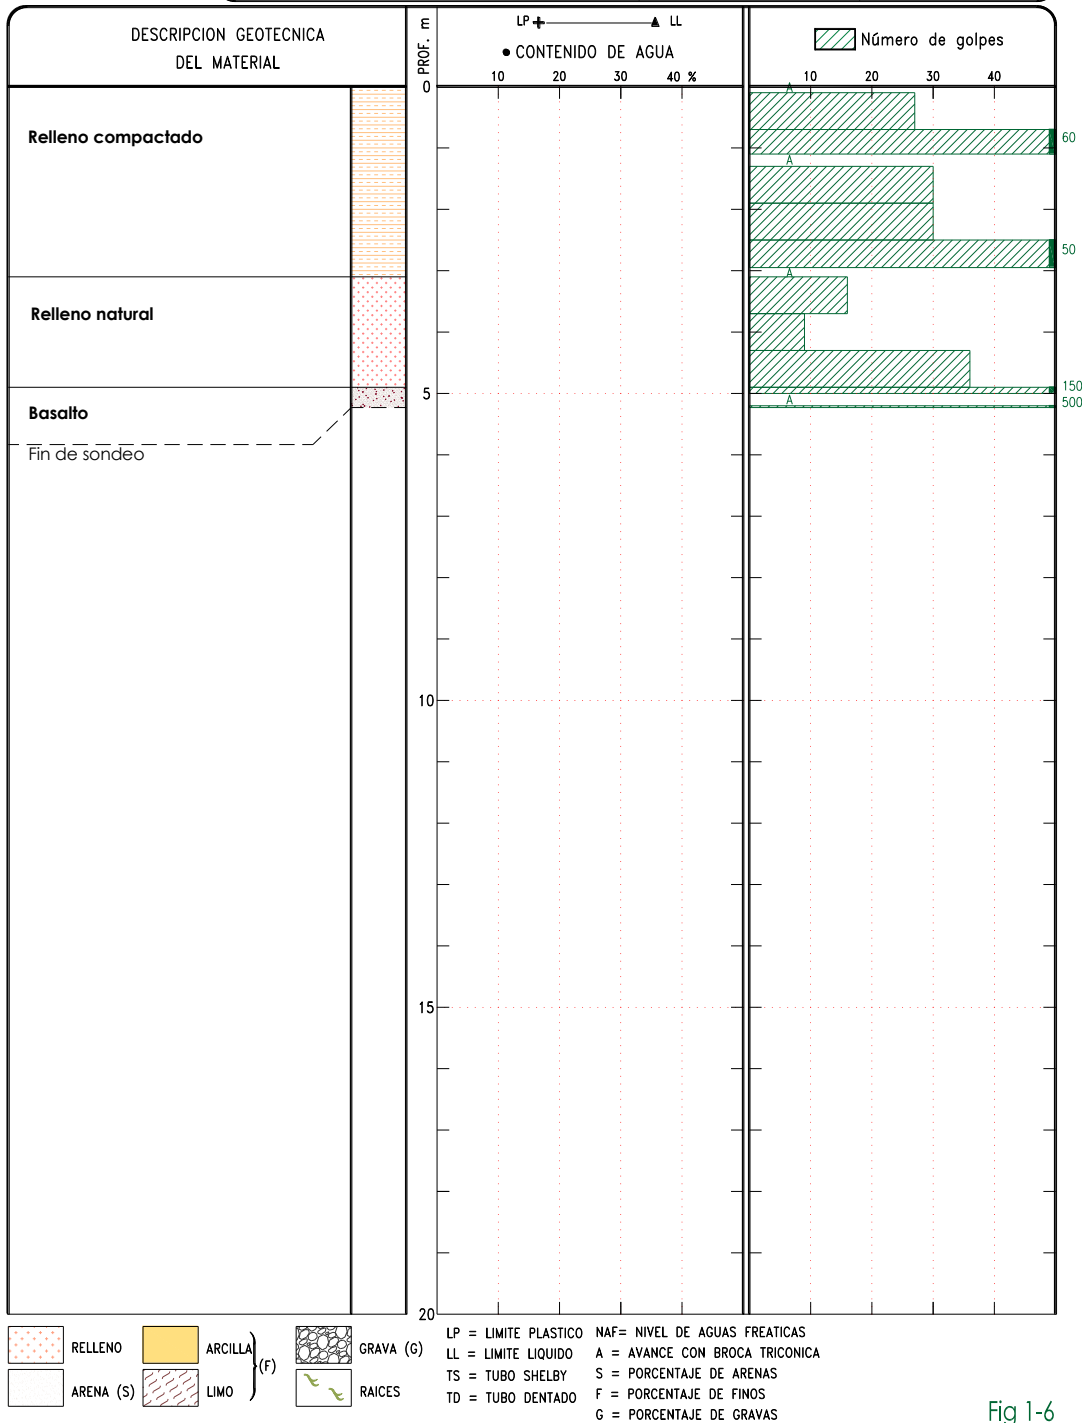 DESCRIPCION GEOTECNICA
DEL MATERIAL
PROF. m
LP LL
CONTENIDO DE AGUA
10 20 30 40 %
Número de golpes
10 20 30 40
0
A
Relleno compactado
60
A
50
A
Relleno natural
150
5
A
500
Basalto
Fin de sondeo
10
15
20
RELLENO
ARCILLA
GRAVA (G)
(F)
ARENA (S)
LIMO
RAICES
LP = LIMITE PLASTICO
LL = LIMITE LIQUIDO
TS = TUBO SHELBY
TD = TUBO DENTADO
NAF= NIVEL DE AGUAS FREATICAS
A = AVANCE CON BROCA TRICONICA
S = PORCENTAJE DE ARENAS
F = PORCENTAJE DE FINOS
G = PORCENTAJE DE GRAVAS
Fig 1-6